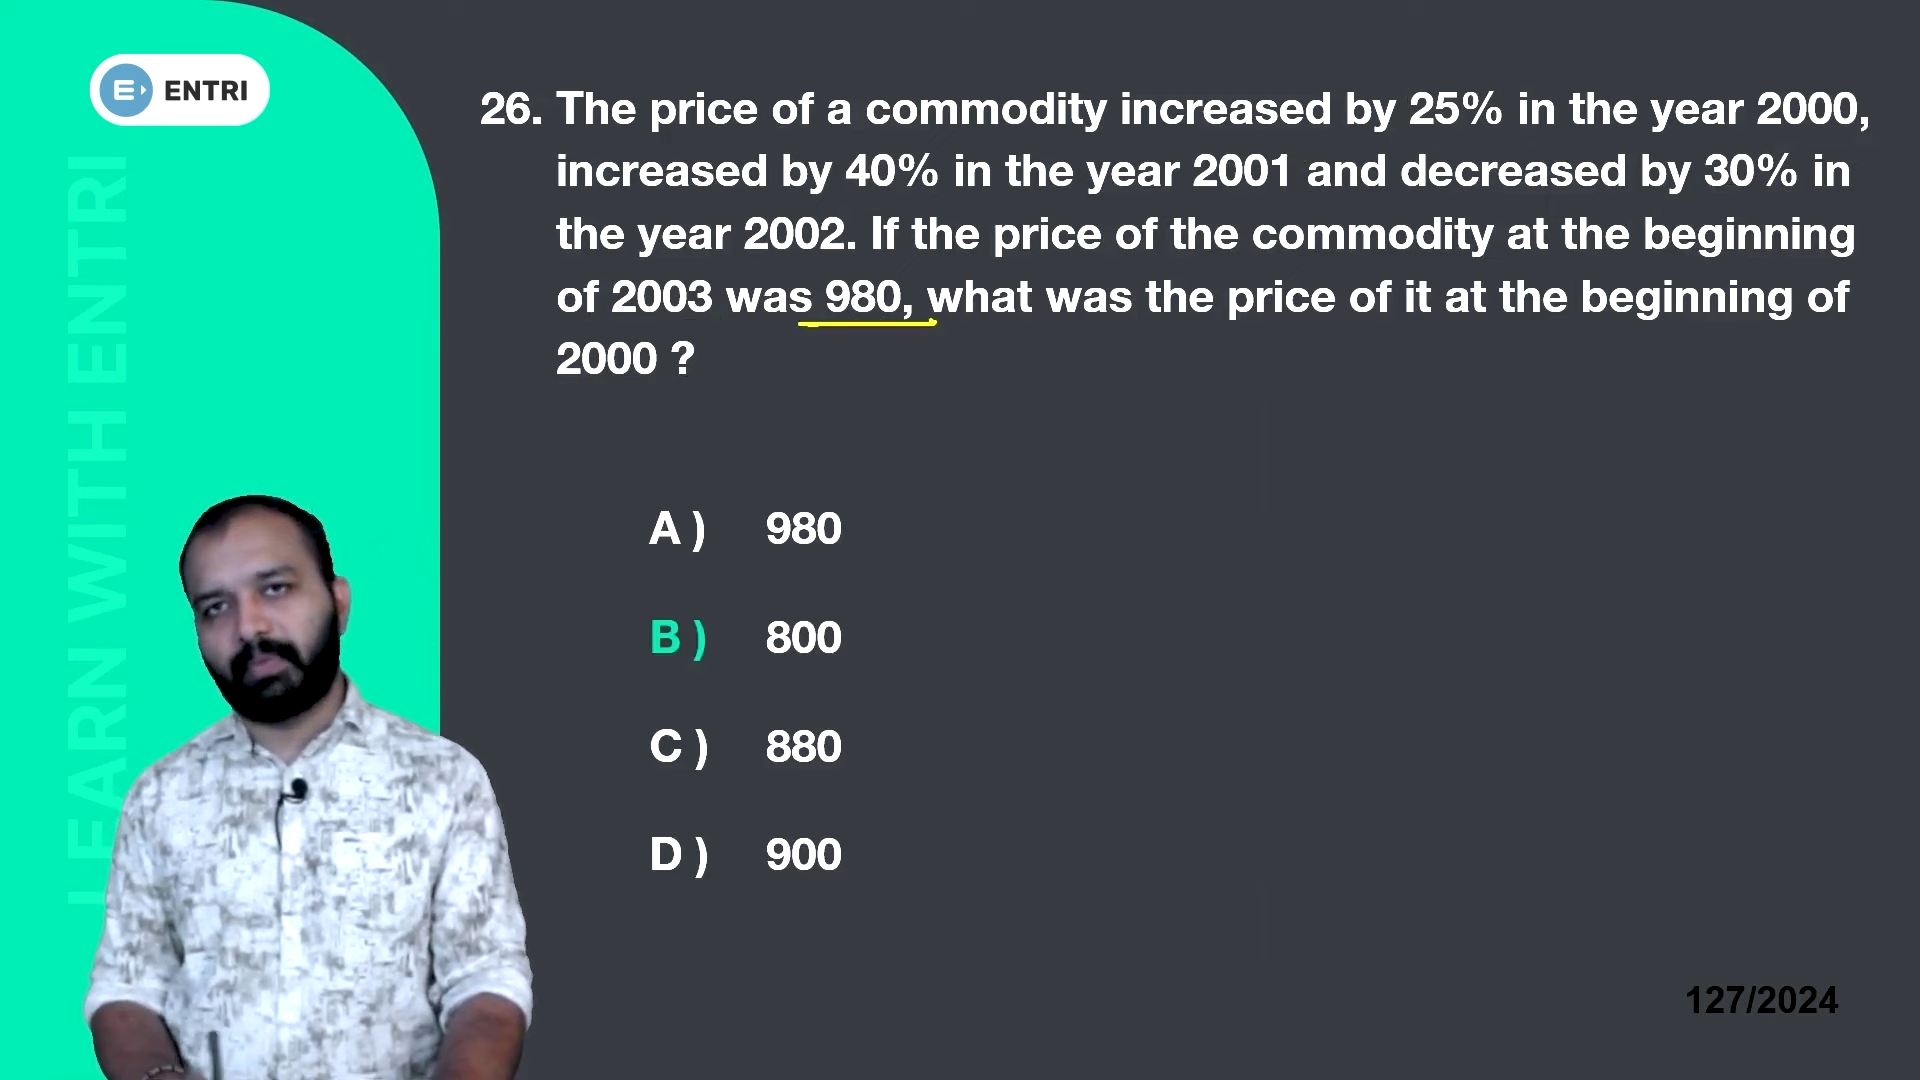 ENTRI
LEARN WITH ENTRI
26. The price of a commodity increased by 25% in the year 2000,
increased by 40% in the year 2001 and decreased by 30% in
the year 2002. If the price of the commodity at the beginning
of 2003 was 980, what was the price of it at the beginning of
2000 ?
A ) 980
B ) 800
C ) 880
D ) 900
127/2024